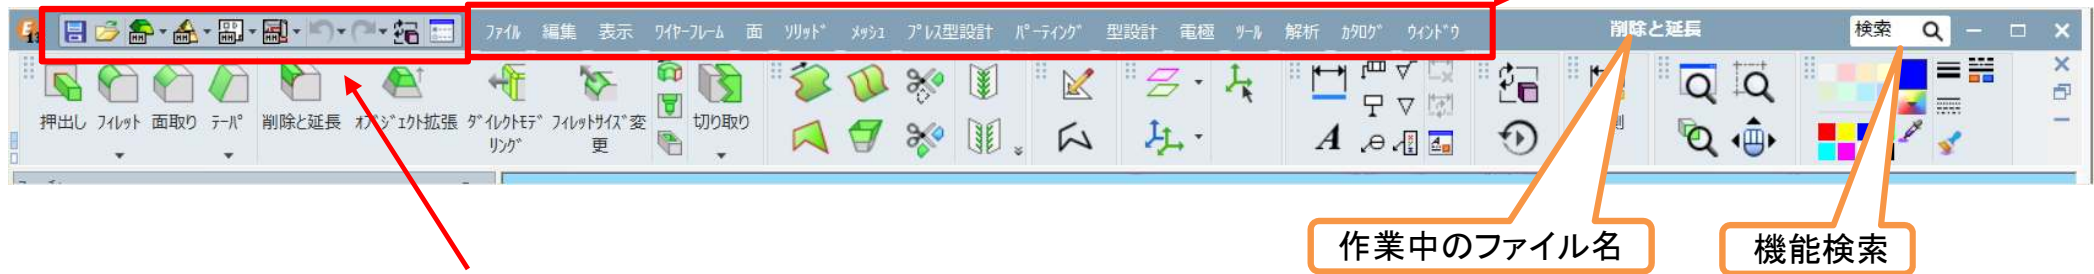 ﾌｧｲﾙ 編集 表示 ﾜｲﾔｰﾌﾚｰﾑ 面 ｿﾘｯﾄﾞ ﾒｯｼｭ ﾌﾟﾚｽ型設計 ﾊﾟｰﾃｨﾝｸﾞ 型設計 電極 ﾂｰﾙ 解析 ｶﾀﾛｸﾞ ｳｨﾝﾄﾞｳ 削除と延長 検索
押出し ﾌｨﾚｯﾄ 面取り ﾃｰﾊﾟ 削除と延長 ｵﾌﾞｼﾞｪｸﾄ拡張 ﾀﾞｲﾚｸﾄﾓﾃﾞ ﾌｨﾚｯﾄｻｲｽﾞ変 切り取り
ﾘﾝｸﾞ 更
作業中のファイル名
機能検索